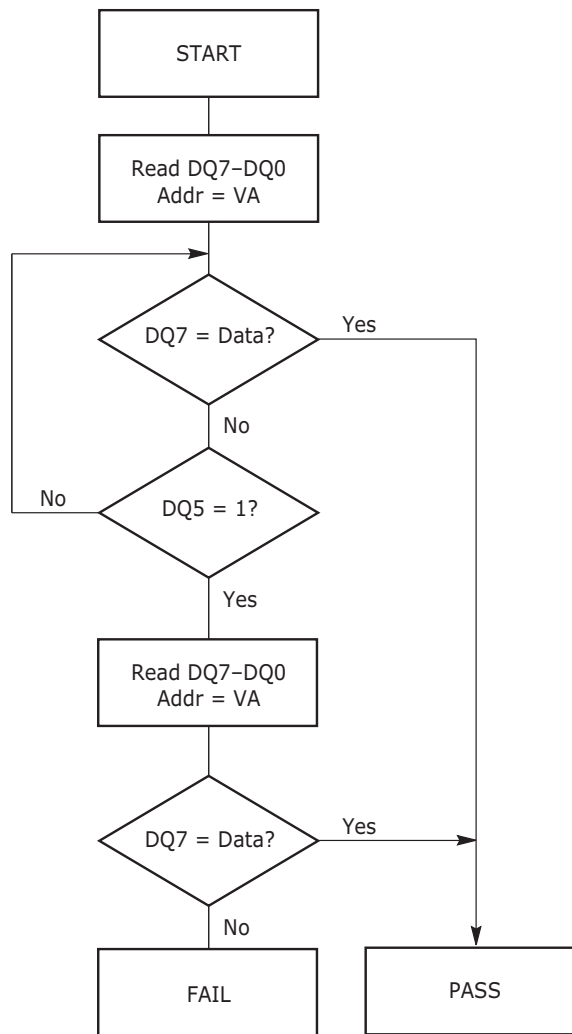 START
Read DQ7–DQ0
Addr = VA
DQ7 = Data?
Yes
No
No
DQ5 = 1?
Yes
Read DQ7–DQ0
Addr = VA
DQ7 = Data?
Yes
No
FAIL
PASS